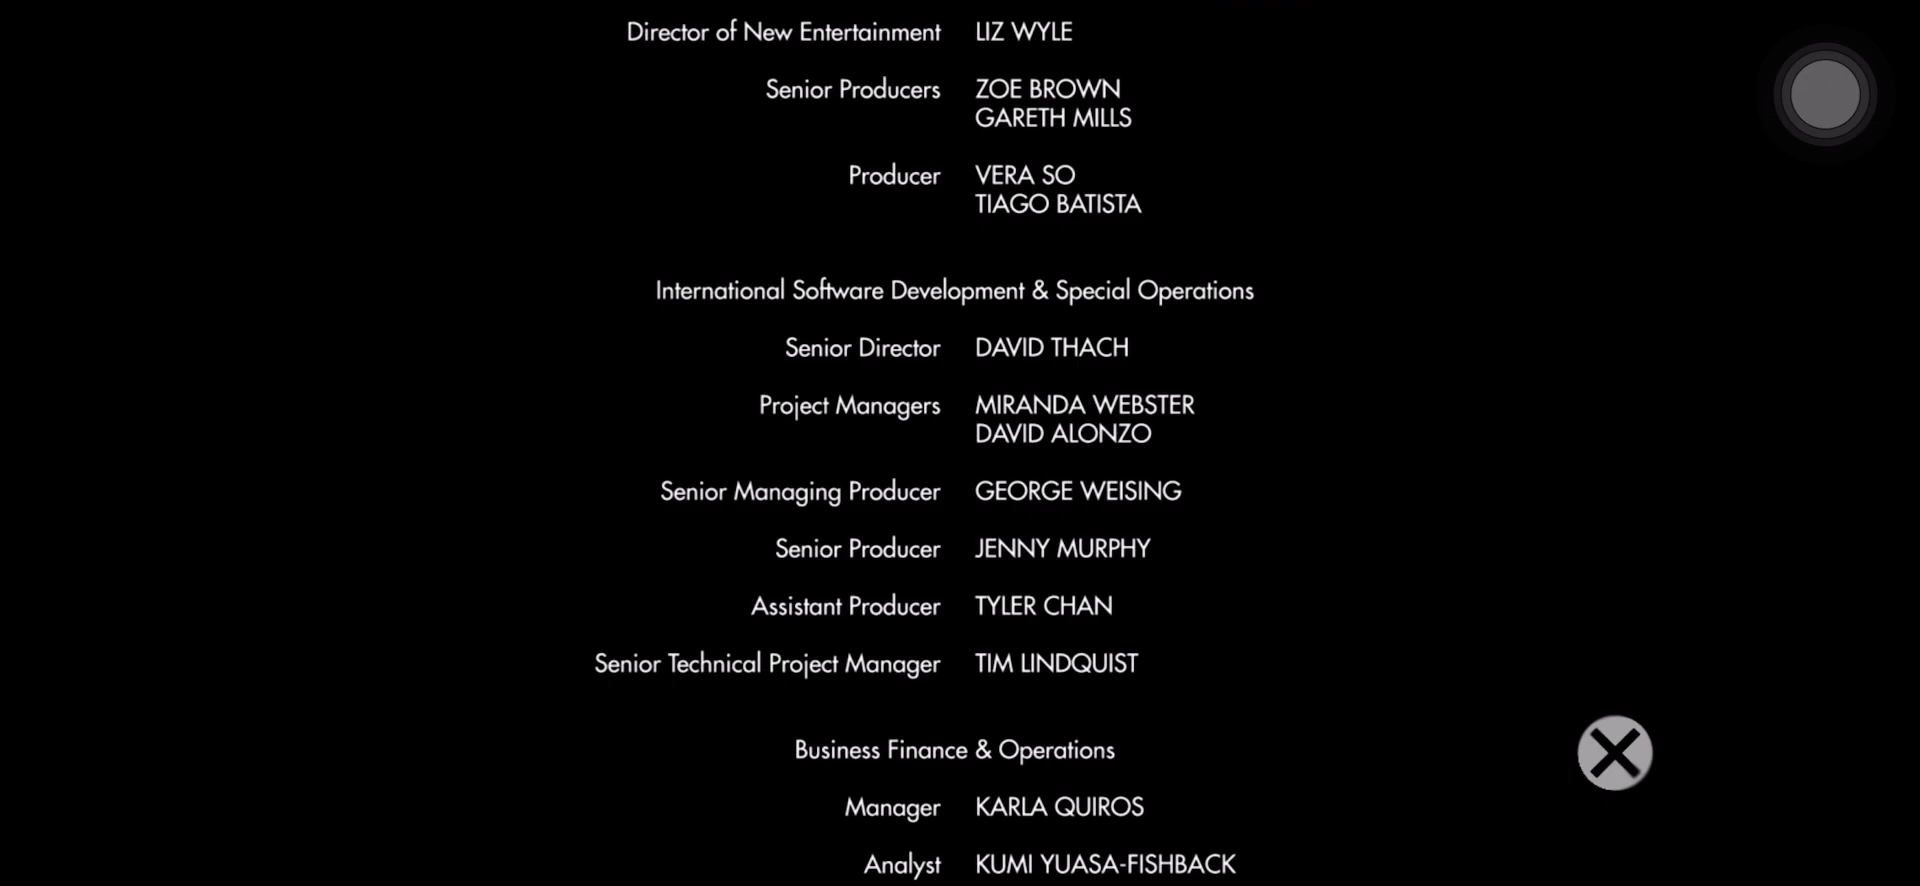 Director of New Entertainment LIZ WYLE
Senior Producers ZOE BROWN
GARETH MILLS
Producer VERA SO
TIAGO BATISTA
International Software Development & Special Operations
Senior Director DAVID THACH
Project Managers MIRANDA WEBSTER
DAVID ALONZO
Senior Managing Producer GEORGE WEISING
Senior Producer JENNY MURPHY
Assistant Producer TYLER CHAN
Senior Technical Project Manager TIM LINDQUIST
Business Finance & Operations
Manager KARLA QUIROS
Analyst KUMI YUASA-FISHBACK